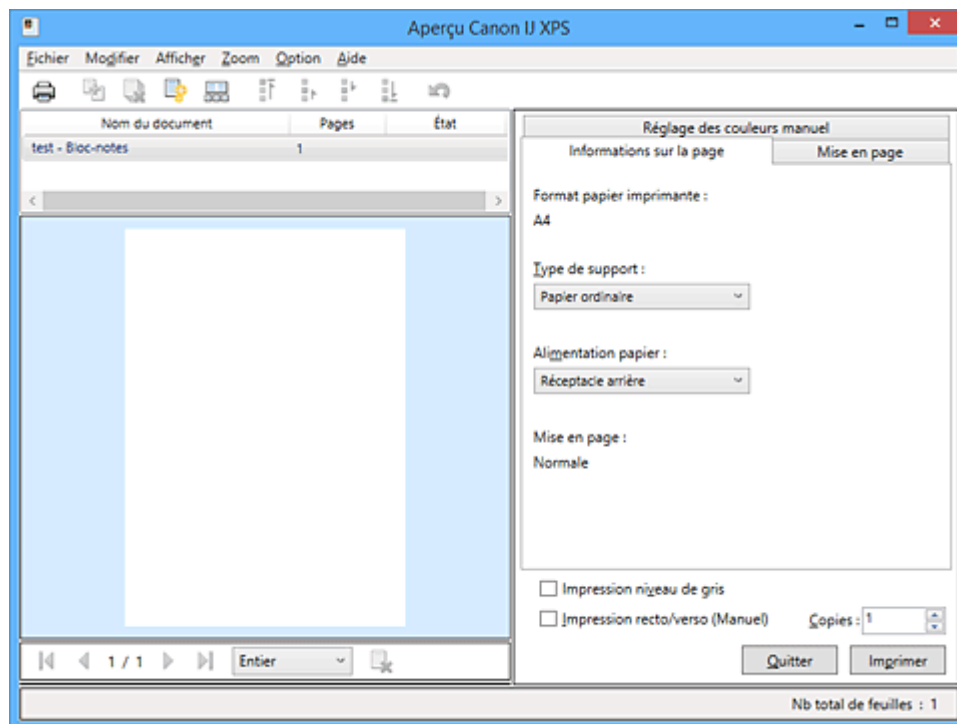 Aperçu Canon IJ XPS
Fichier Modifier Afficher Zoom Option Aide
Nom du document Pages État
test - Bloc-notes 1
Réglage des couleurs manuel
Informations sur la page Mise en page
Format papier imprimante :
A4
Type de support :
Papier ordinaire
Alimentation papier :
Réceptacle arrière
Mise en page :
Normale
Impression niveau de gris
Impression recto/verso (Manuel) Copies : 1
1 / 1 Entier
Quitter Imprimer
Nb total de feuilles : 1